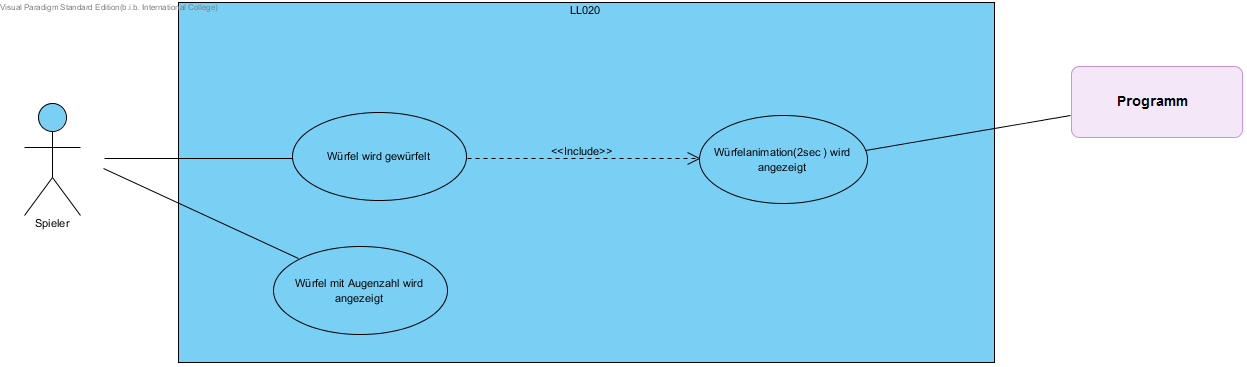 Visual Paradigm Standard Edition(b.i.b. International College)
LL020
Programm
Würfel wird gewürfelt
<<Include>>
Würfelanimation(2sec ) wird
angezeigt
Spieler
Würfel mit Augenzahl wird
angezeigt